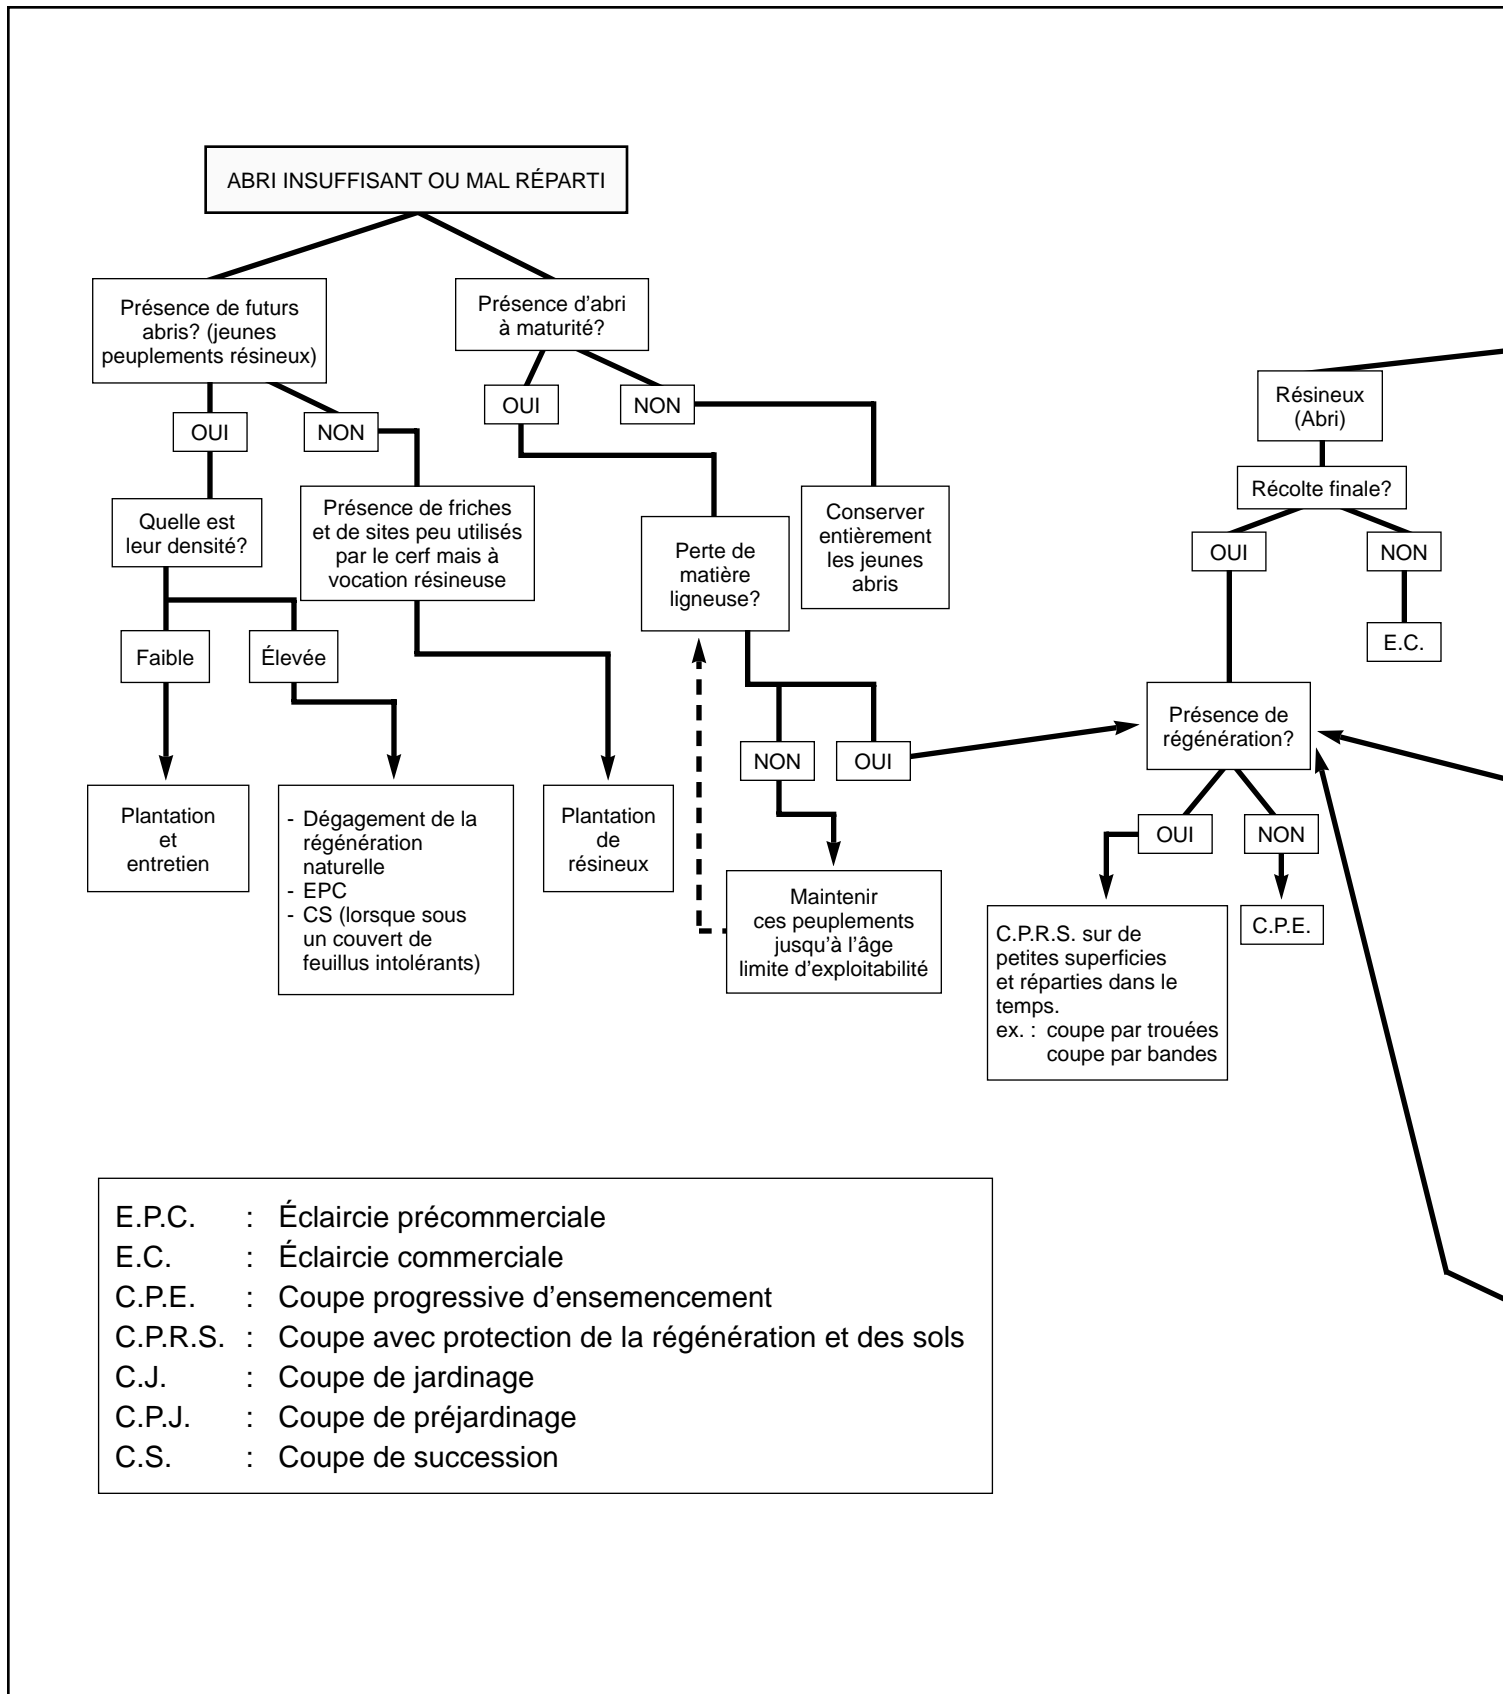 ABRI INSUFFISANT OU MAL RÉPARTI
Présence de futurs
abris? (jeunes
peuplements résineux)
OUI
NON
Quelle est
leur densité?
Faible
Élevée
Plantation
et
entretien
- Dégagement de la
régénération
naturelle
- EPC
- CS (lorsque sous
un couvert de
feuillus intolérants)
Présence de friches
et de sites peu utilisés
par le cerf mais à
vocation résineuse
Plantation
de
résineux
Présence d'abri
à maturité?
OUI
NON
Perte de
matière
ligneuse?
Conserver
entièrement
les jeunes
abris
NON
OUI
Maintenir
ces peuplements
jusqu'à l'âge
limite d'exploitabilité
Résineux
(Abri)
Récolte finale?
OUI
NON
E.C.
Présence de
régénération?
OUI
NON
C.P.R.S. sur de
petites superficies
et réparties dans le
temps.
ex. : coupe par trouées
coupe par bandes
C.P.E.
E.P.C. : Éclaircie précommerciale
E.C. : Éclaircie commerciale
C.P.E. : Coupe progressive d'ensemencement
C.P.R.S. : Coupe avec protection de la régénération et des sols
C.J. : Coupe de jardinage
C.P.J. : Coupe de préjardinage
C.S. : Coupe de succession